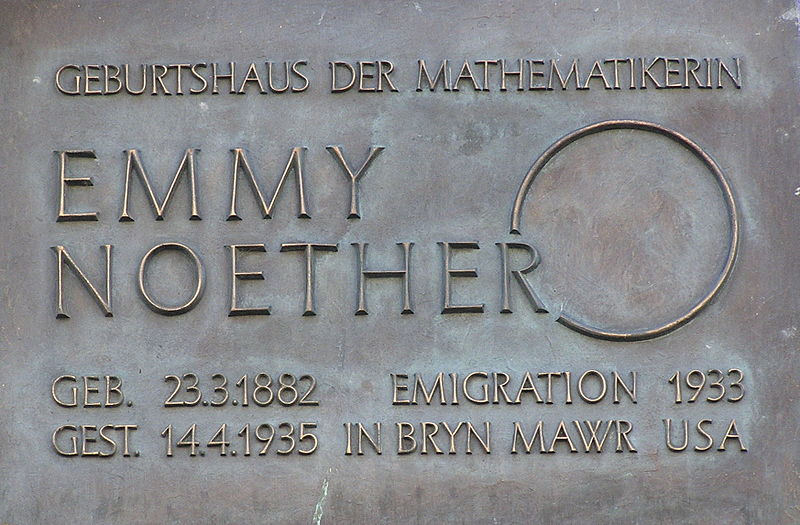 GEBURTSHAUS DER MATHEMATIKERIN
EMMY
NOETHER
GEB. 23.3.1882 EMIGRATION 1933
GEST. 14.4.1935 IN BRYN MAWR USA